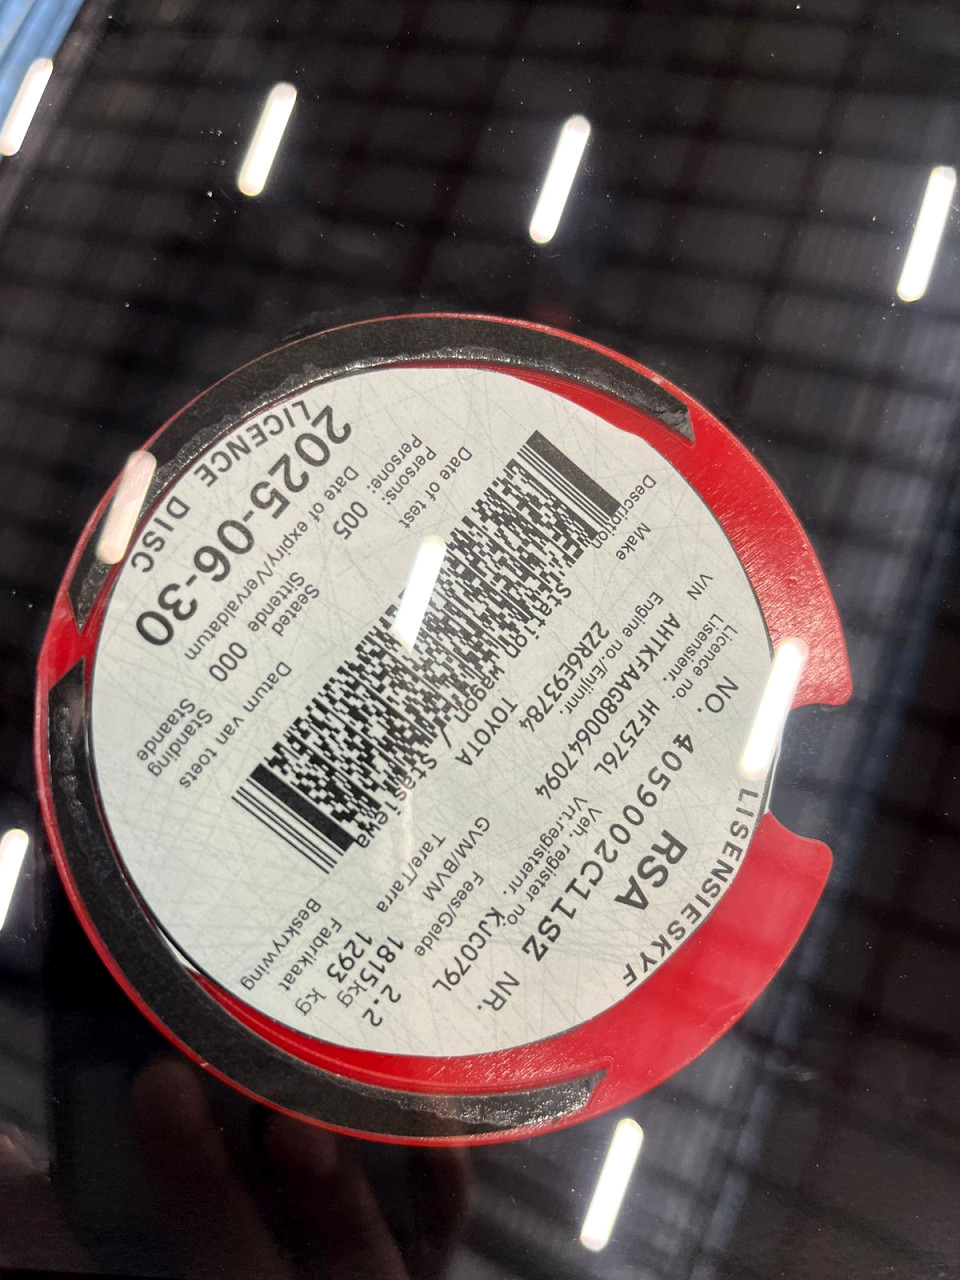 LISENSIESKYF
RSA
NO. 4059002C11SZ NR.
Licence no. HFZ576L Veh. register no. KJC079L
Lisensienr. Vrt.registernr.
VIN AHTKFAAG800647094 Fees/Gelde 2.2
Engine no./Enjinnr. 2ZR6E93784 GVM/BVM 1815kg
Make TOYOTA Tare/Tarra 1293 kg
Fabrikaat
Description Station wagon/Stasiewa
Beskrywing
Date of test Datum van toets
Persons: 005 Seated 000 Standing
Persone: Sittende Staande
Date of expiry/Vervaldatum
2025-06-30
LICENCE DISC